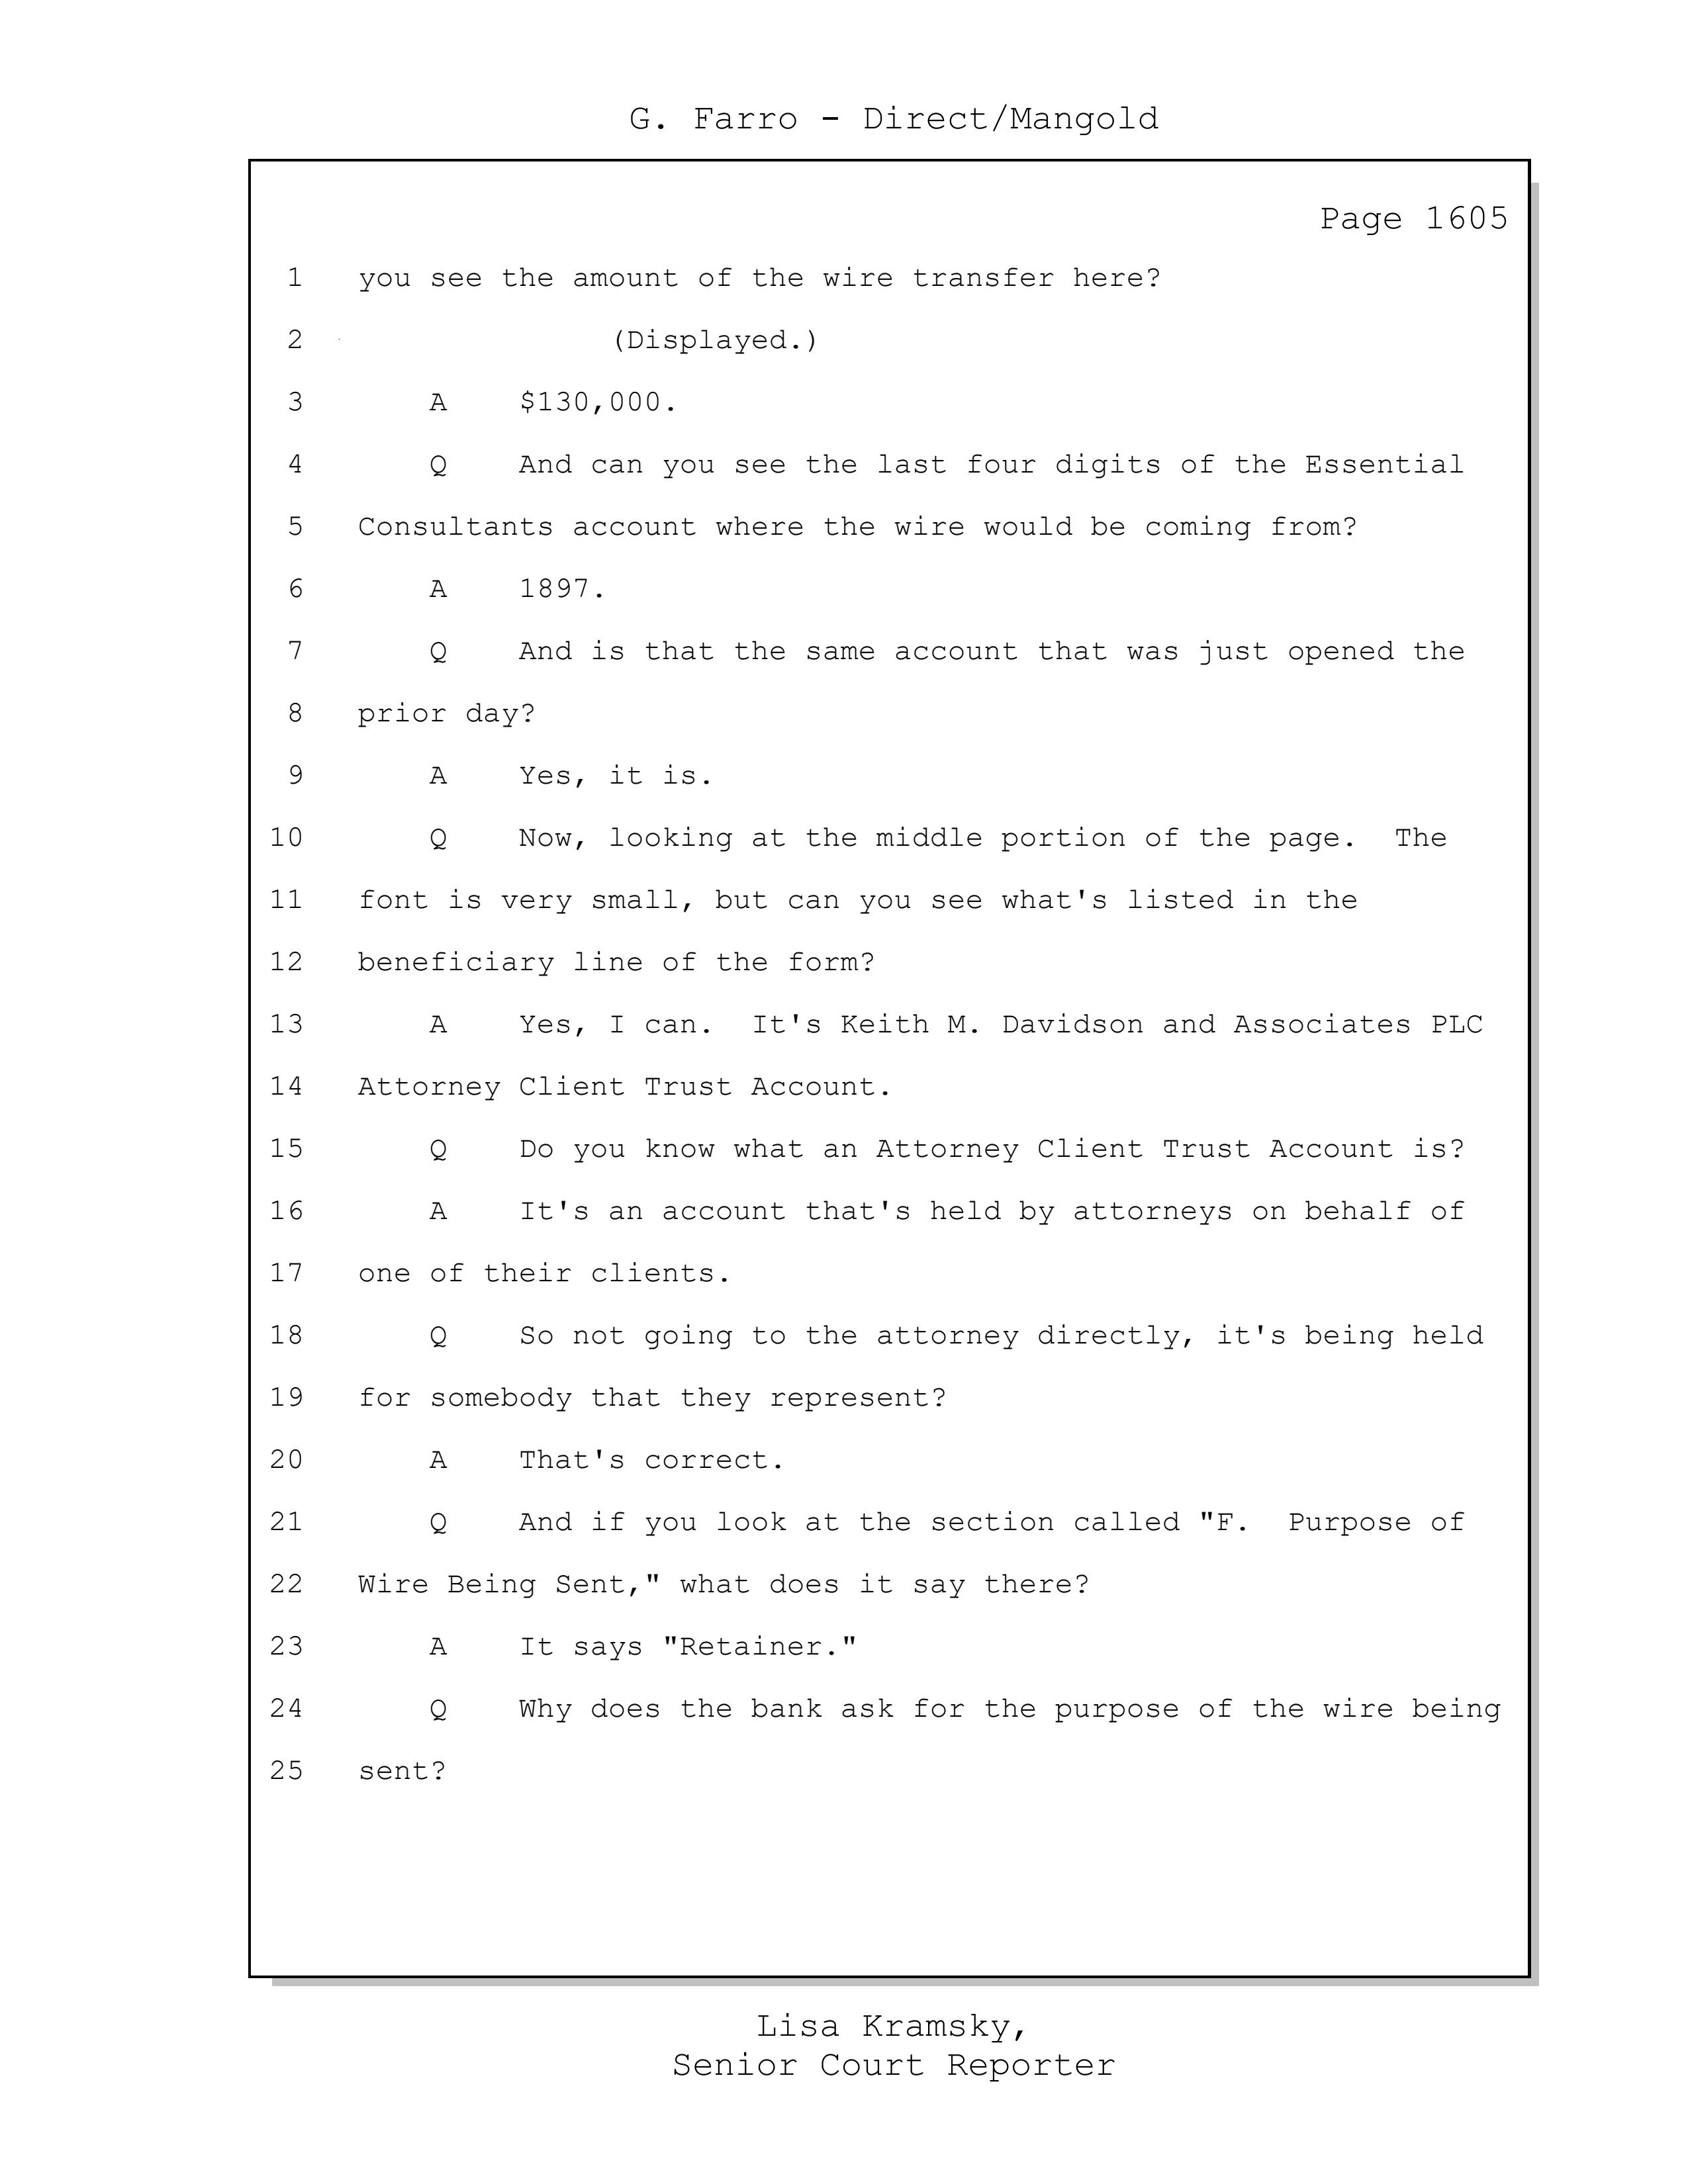 G. Farro - Direct/Mangold
Page 1605
1 you see the amount of the wire transfer here?
2 (Displayed.)
3 A $130,000.
4 Q And can you see the last four digits of the Essential
5 Consultants account where the wire would be coming from?
6 A 1897.
7 Q And is that the same account that was just opened the
8 prior day?
9 A Yes, it is.
10 Q Now, looking at the middle portion of the page. The
11 font is very small, but can you see what's listed in the
12 beneficiary line of the form?
13 A Yes, I can. It's Keith M. Davidson and Associates PLC
14 Attorney Client Trust Account.
15 Q Do you know what an Attorney Client Trust Account is?
16 A It's an account that's held by attorneys on behalf of
17 one of their clients.
18 Q So not going to the attorney directly, it's being held
19 for somebody that they represent?
20 A That's correct.
21 Q And if you look at the section called "F. Purpose of
22 Wire Being Sent," what does it say there?
23 A It says "Retainer."
24 Q Why does the bank ask for the purpose of the wire being
25 sent?
Lisa Kramsky,
Senior Court Reporter